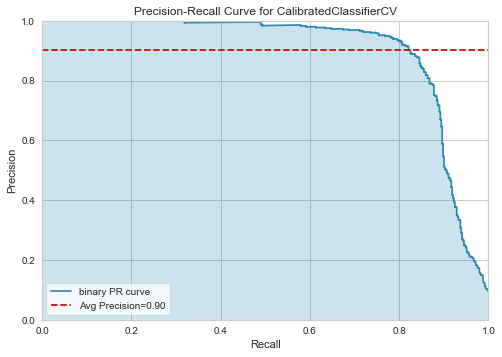 Precision-Recall Curve for CalibratedClassifierCV
1.0
0.8
0.6
0.4
0.2
0.0
Precision
binary PR curve
Avg Precision=0.90
0.0 0.2 0.4 0.6 0.8 1.0
Recall